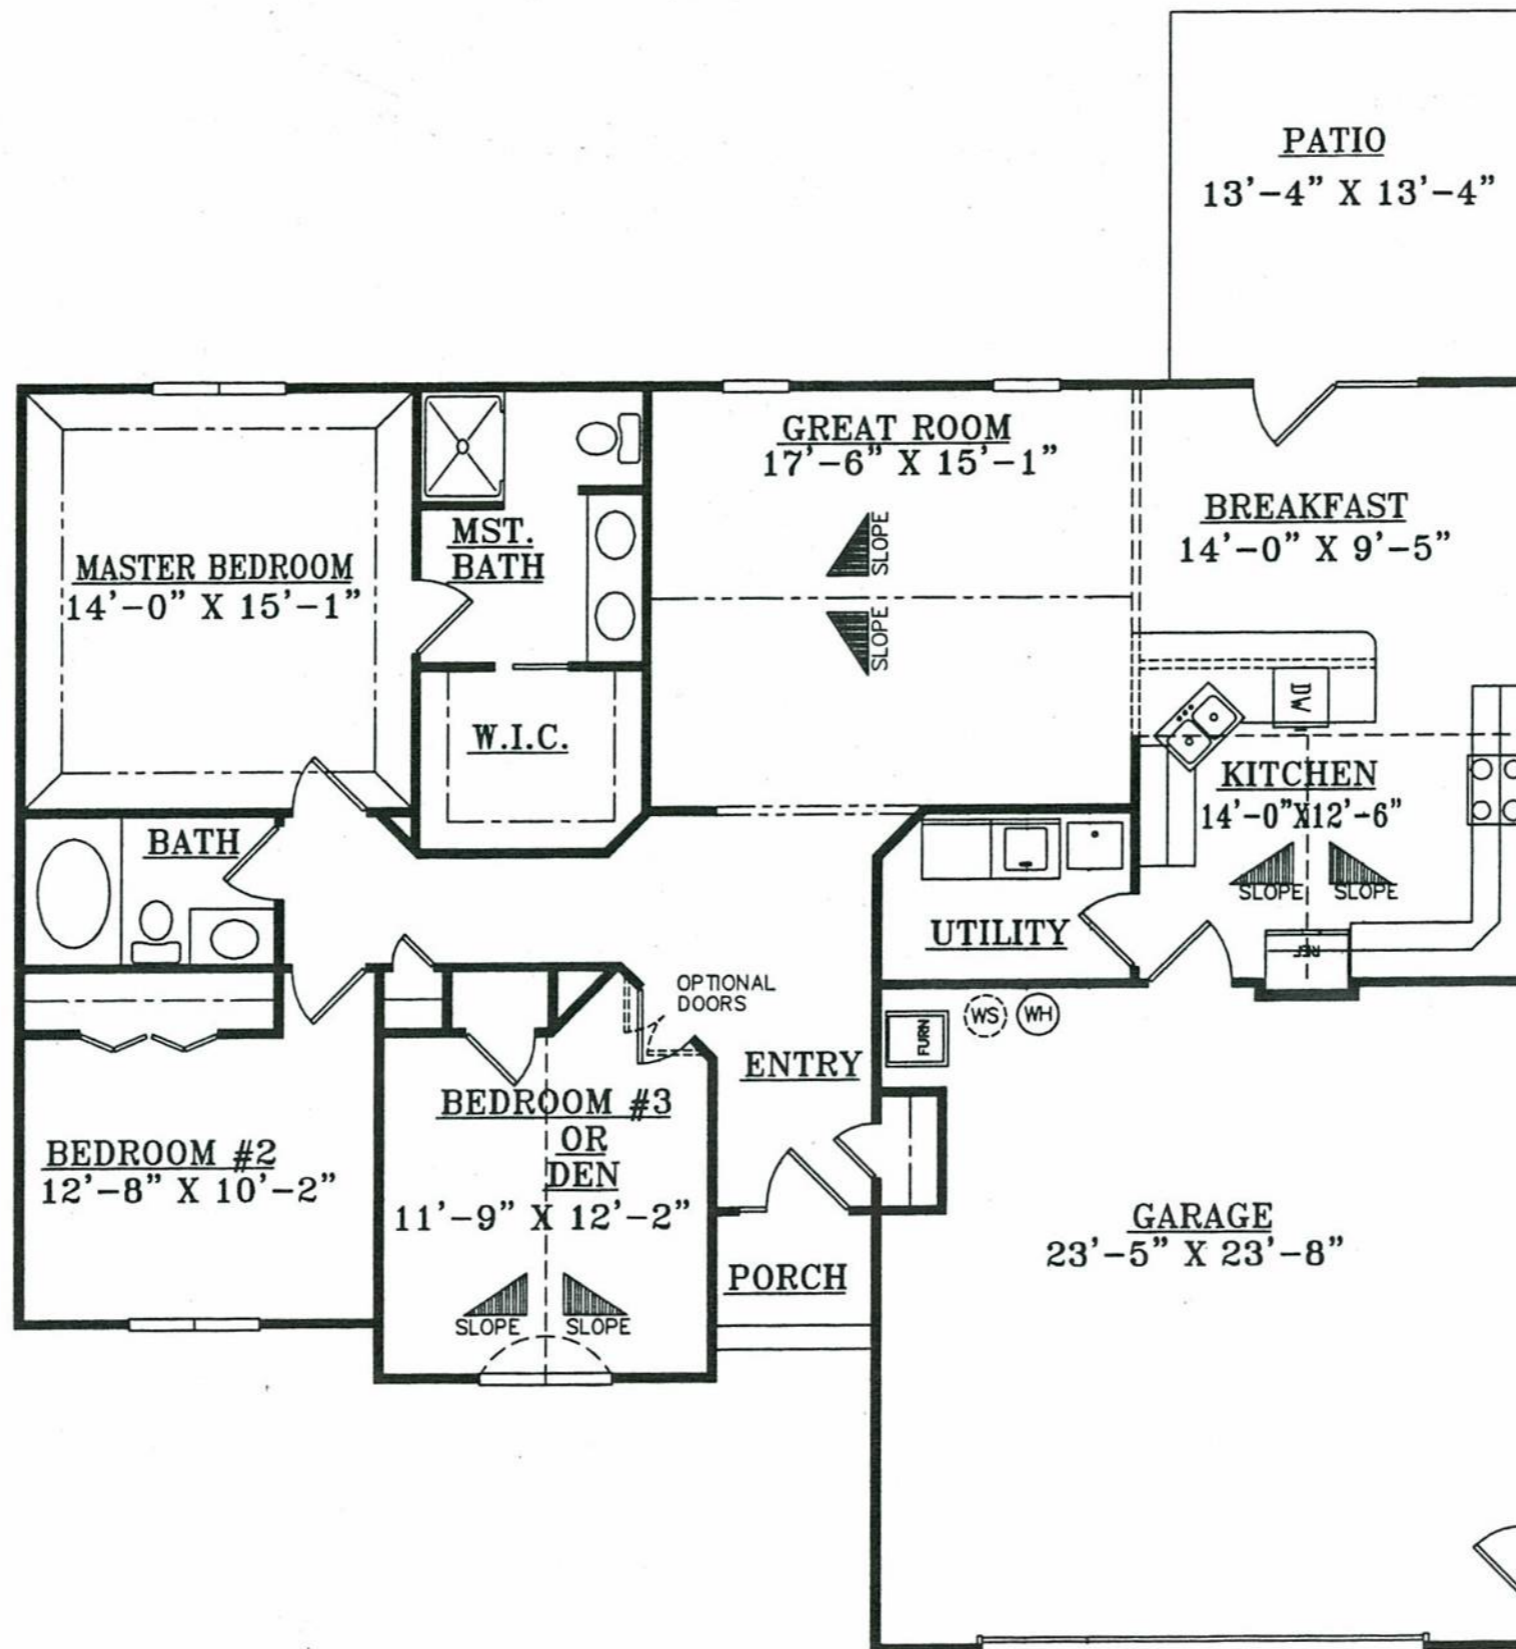 PATIO
13'-4" X 13'-4"
GREAT ROOM
17'-6" X 15'-1"
SLOPE
SLOPE
BREAKFAST
14'-0" X 9'-5"
MST.
BATH
MASTER BEDROOM
14'-0" X 15'-1"
W.I.C.
DW
KITCHEN
14'-0"X12'-6"
SLOPE
SLOPE
REF
BATH
UTILITY
OPTIONAL
DOORS
WS
WH
FURN
ENTRY
BEDROOM #3
OR
DEN
11'-9" X 12'-2"
SLOPE
SLOPE
BEDROOM #2
12'-8" X 10'-2"
PORCH
GARAGE
23'-5" X 23'-8"